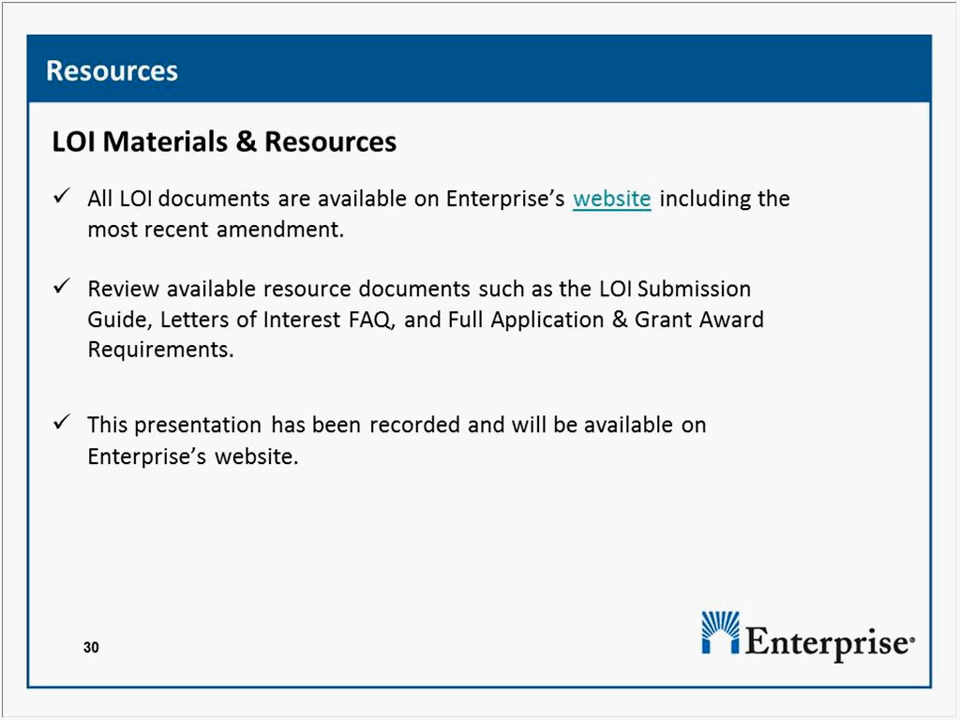 Resources
LOI Materials & Resources
✓ All LOI documents are available on Enterprise’s website including the
most recent amendment.
✓ Review available resource documents such as the LOI Submission
Guide, Letters of Interest FAQ, and Full Application & Grant Award
Requirements.
✓ This presentation has been recorded and will be available on
Enterprise’s website.
30
Enterprise®